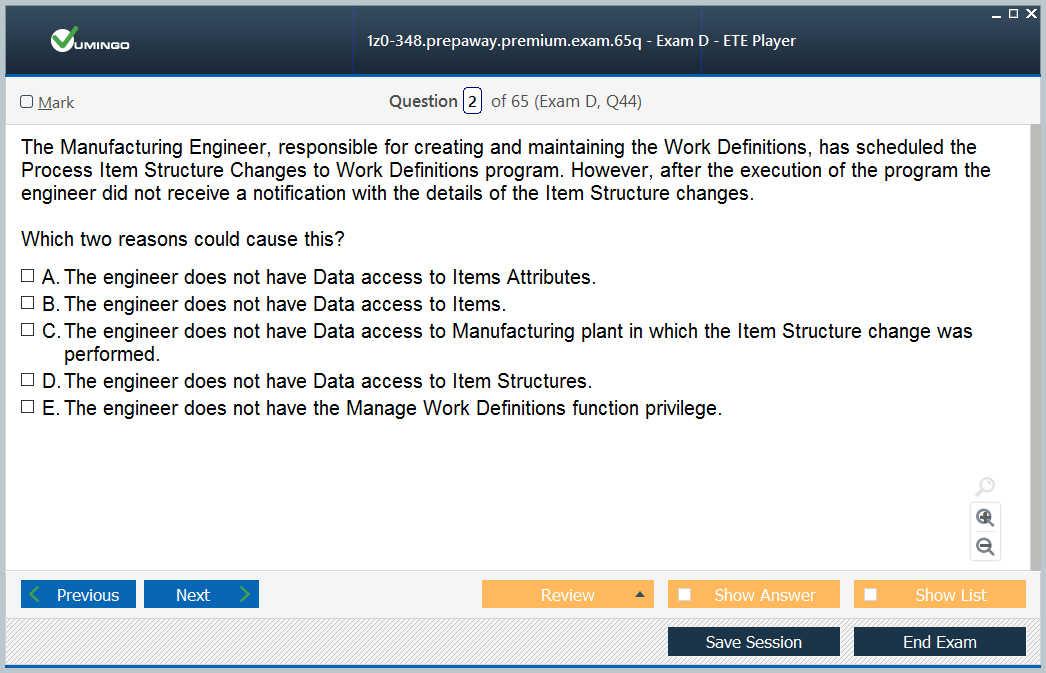 VUMINGO
1z0-348.prepaway.premium.exam.65q - Exam D - ETE Player
Mark
Question 2 of 65 (Exam D, Q44)
The Manufacturing Engineer, responsible for creating and maintaining the Work Definitions, has scheduled the
Process Item Structure Changes to Work Definitions program. However, after the execution of the program the
engineer did not receive a notification with the details of the Item Structure changes.
Which two reasons could cause this?
A. The engineer does not have Data access to Items Attributes.
B. The engineer does not have Data access to Items.
C. The engineer does not have Data access to Manufacturing plant in which the Item Structure change was
performed.
D. The engineer does not have Data access to Item Structures.
E. The engineer does not have the Manage Work Definitions function privilege.
Previous Next Review Show Answer Show List
Save Session End Exam